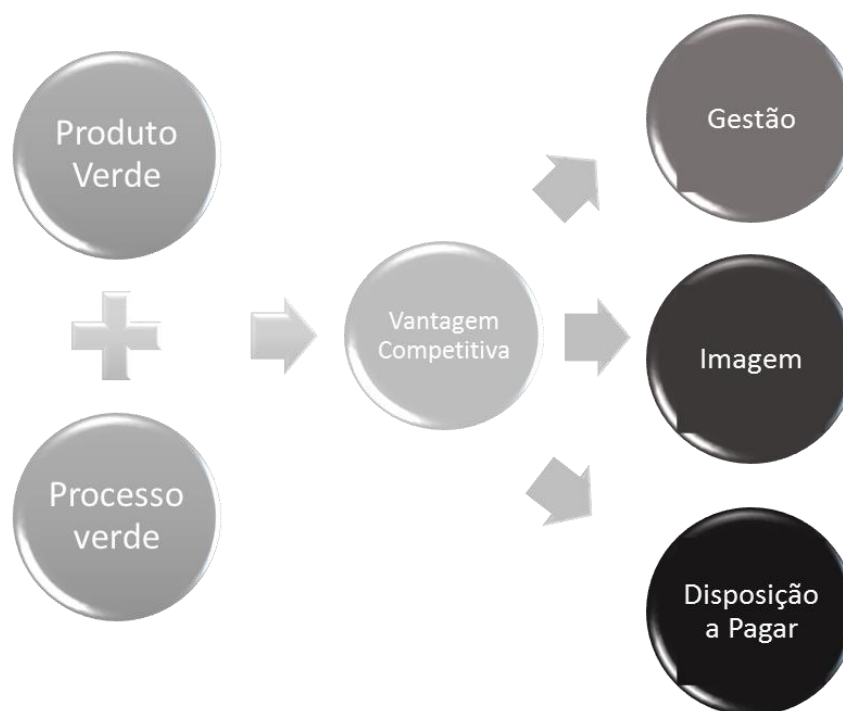 Produto
Verde
Processo
verde
Vantagem
Competitiva
Gestão
Imagem
Disposição
a Pagar